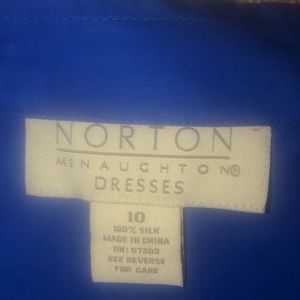 NORTON
McNAUGHTON®
DRESSES
10
100% SILK
MADE IN CHINA
RN: 67803
SEE REVERSE
FOR CARE